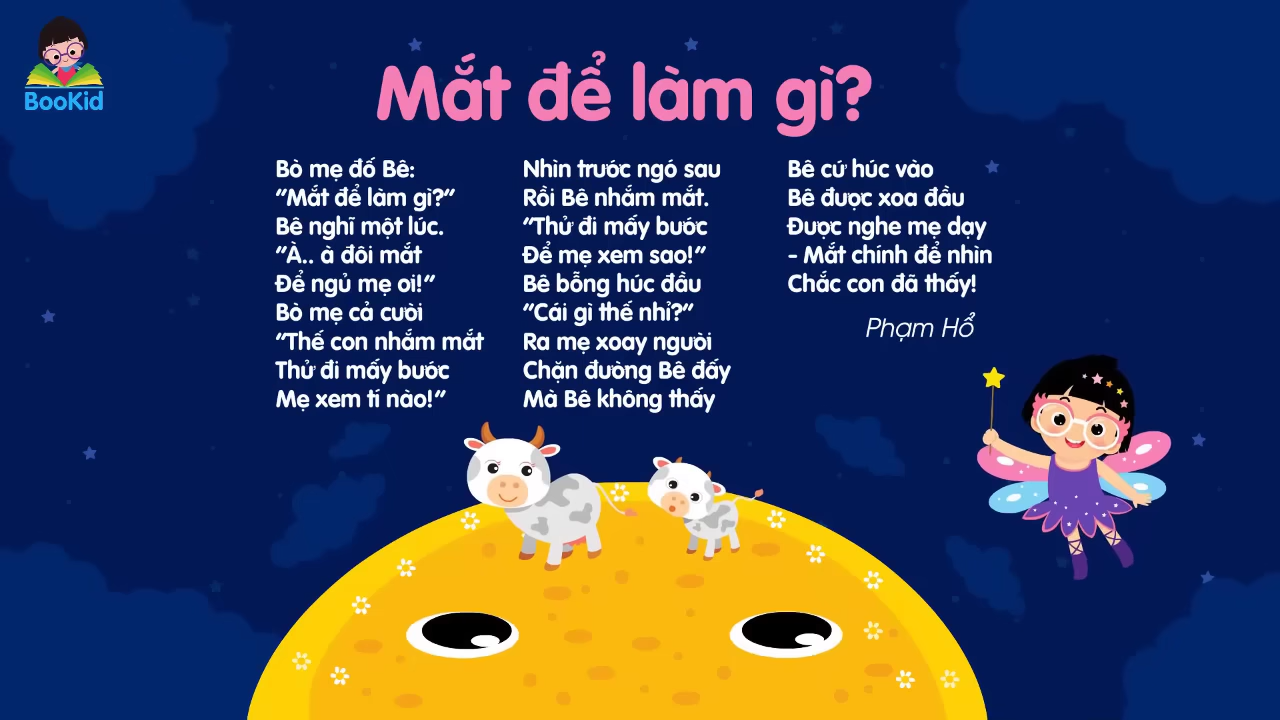 BooKid
Mắt để làm gì?
Bò mẹ đố Bê:
"Mắt để làm gì?"
Bê nghĩ một lúc.
"À.. à đôi mắt
Để ngủ mẹ ơi!"
Bò mẹ cả cười
"Thế con nhắm mắt
Thử đi mấy bước
Mẹ xem tí nào!"
Nhìn trước ngó sau
Rồi Bê nhắm mắt.
"Thử đi mấy bước
Để mẹ xem sao!"
Bê bỗng húc đầu
"Cái gì thế nhỉ?"
Ra mẹ xoay người
Chặn đường Bê đấy
Mà Bê không thấy
Bê cứ húc vào
Bê được xoa đầu
Được nghe mẹ dạy
- Mắt chính để nhìn
Chắc con đã thấy!
Phạm Hổ